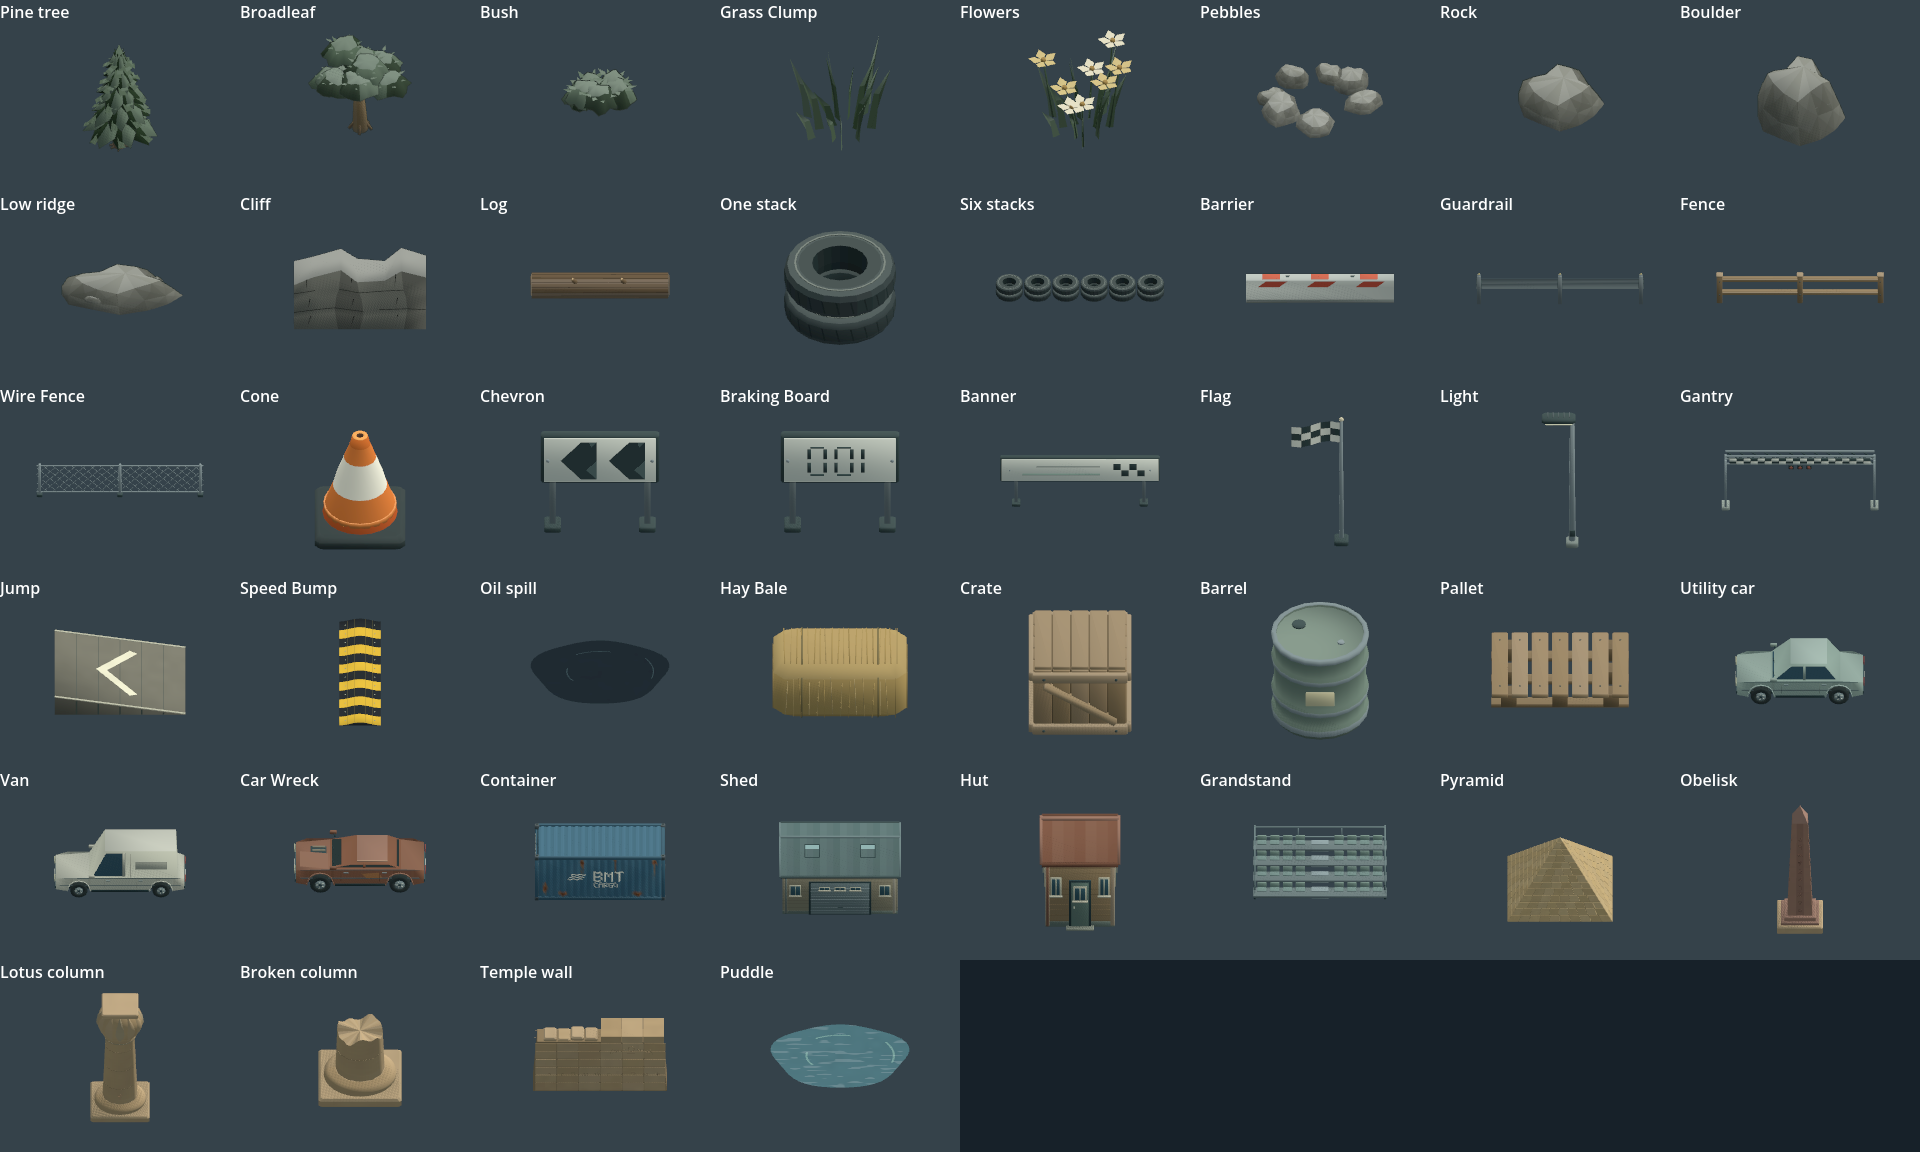 Pine tree
Broadleaf
Bush
Grass Clump
Flowers
Pebbles
Rock
Boulder
Low ridge
Cliff
Log
One stack
Six stacks
Barrier
Guardrail
Fence
Wire Fence
Cone
Chevron
Braking Board
Banner
Flag
Light
Gantry
001
Jump
Speed Bump
Oil spill
Hay Bale
Crate
Barrel
Pallet
Utility car
Van
Car Wreck
Container
Shed
Hut
Grandstand
Pyramid
Obelisk
BMT
CARGO
Lotus column
Broken column
Temple wall
Puddle